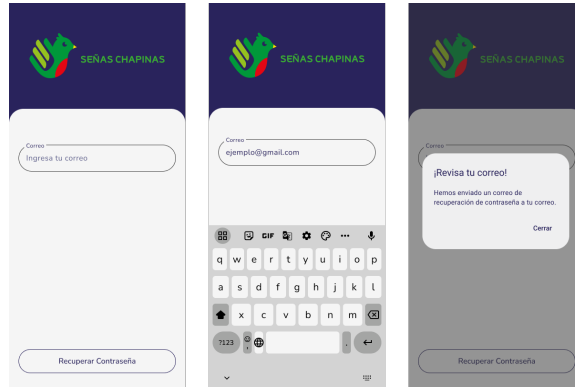 SEÑAS CHAPINAS
Correo
Ingresa tu correo
Recuperar Contraseña
SEÑAS CHAPINAS
Correo
ejemplo@gmail.com
GIF
q w e r t y u i o p
a s d f g h j k l
x c v b n m
?123 , .
SEÑAS CHAPINAS
Correo
¡Revisa tu correo!
Hemos enviado un correo de
recuperación de contraseña a tu correo.
Cerrar
Recuperar Contraseña